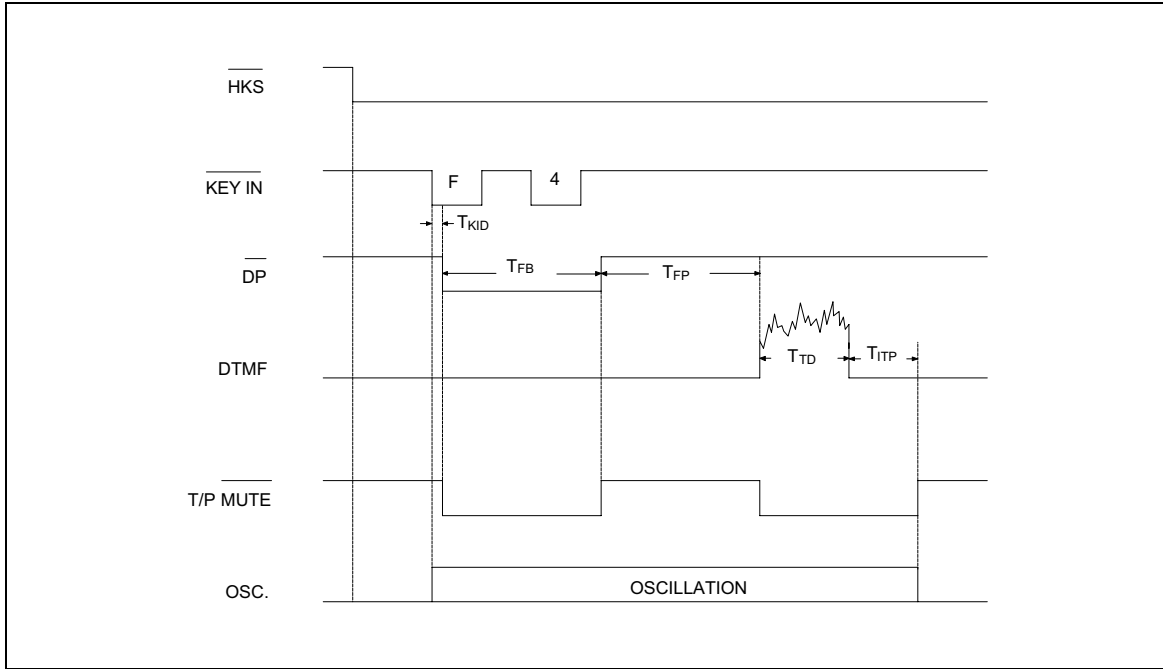 HKS
KEY IN
F
4
TKID
DP
TFB
TFP
DTMF
TTD
TITP
T/P MUTE
OSC.
OSCILLATION